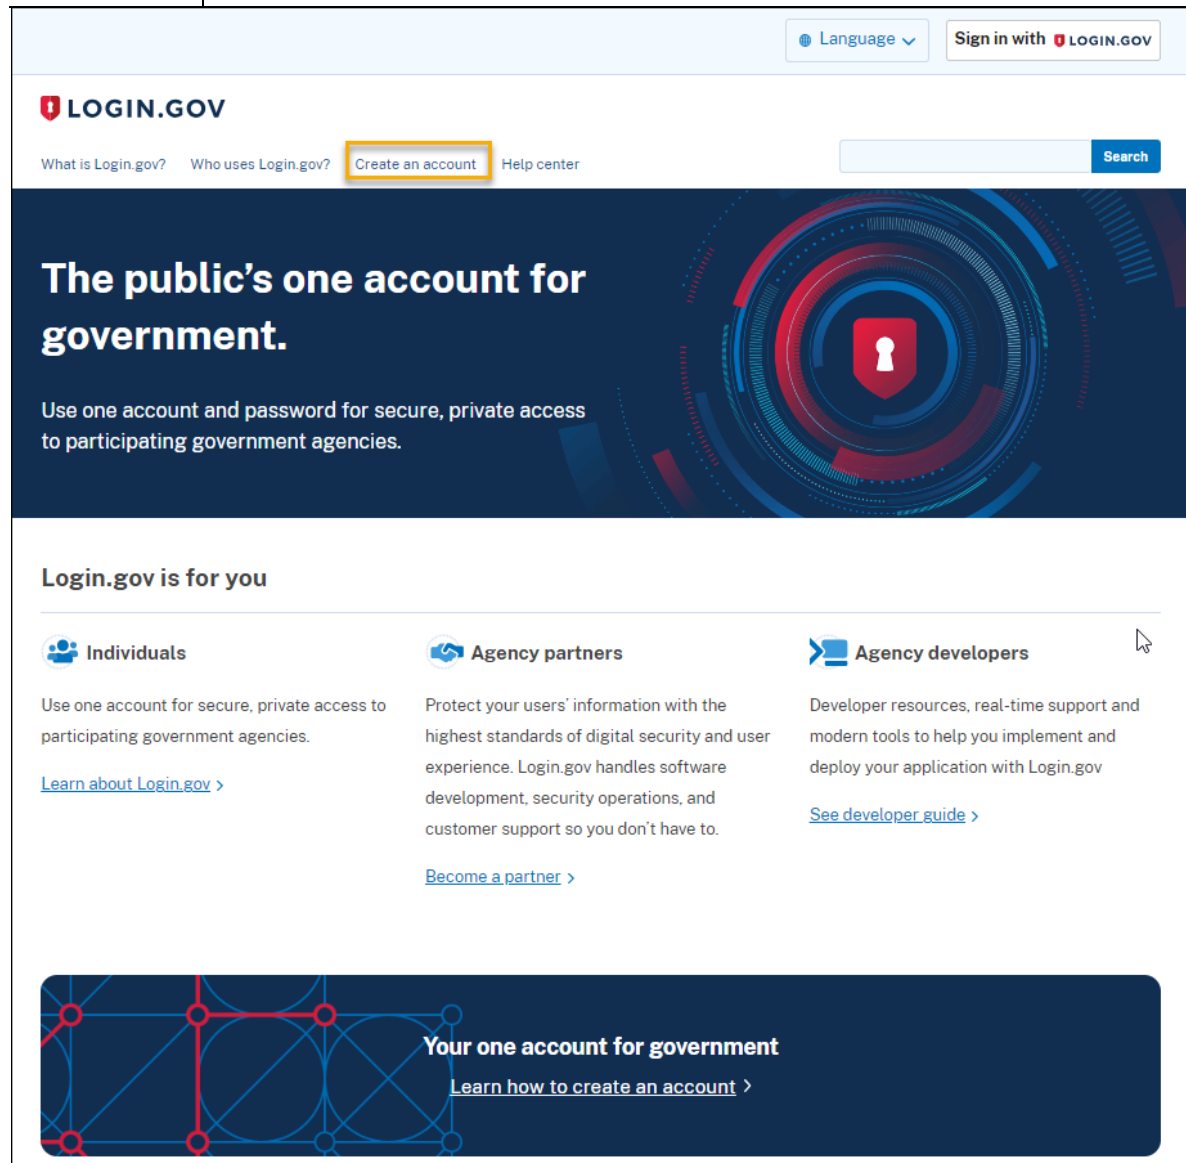 Language
Sign in with LOGIN.GOV
LOGIN.GOV
What is Login.gov? Who uses Login.gov? Create an account Help center
Search
The public's one account for
government.
Use one account and password for secure, private access
to participating government agencies.
Login.gov is for you
Individuals
Use one account for secure, private access to
participating government agencies.
Learn about Login.gov >
Agency partners
Protect your users' information with the
highest standards of digital security and user
experience. Login.gov handles software
development, security operations, and
customer support so you don't have to.
Become a partner >
Agency developers
Developer resources, real-time support and
modern tools to help you implement and
deploy your application with Login.gov
See developer guide >
Your one account for government
Learn how to create an account >